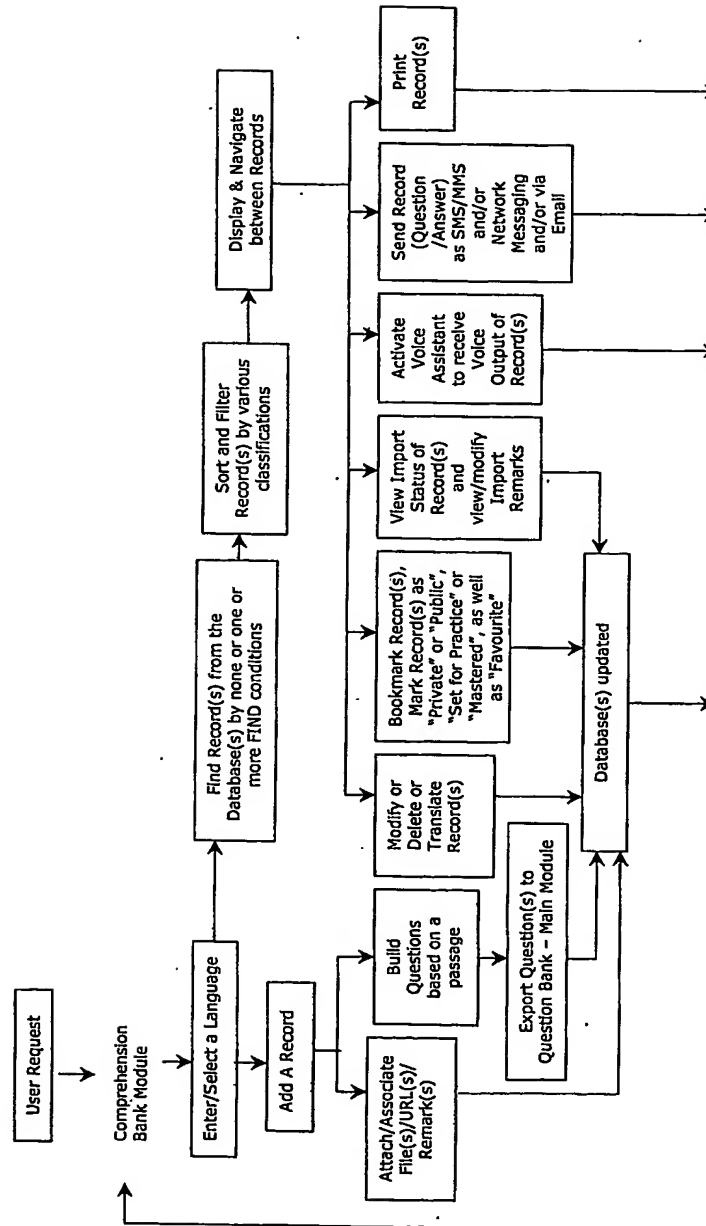 User Request
Comprehension
Bank Module
Enter/Select a Language
Find Record(s) from the
Database(s) by none or one or
more FIND conditions
Sort and Filter
Record(s) by various
classifications
Display & Navigate
between Records
Add A Record
Attach/Associate
File(s)/URL(s)/
Remark(s)
Build
Questions
based on a
passage
Export Question(s) to
Question Bank – Main Module
Modify or
Delete or
Translate
Record(s)
Bookmark Record(s),
Mark Record(s) as
"Private" or "Public",
"Set for Practice" or
"Mastered", as well
as "Favourite"
View Import
Status of
Record(s)
and
view/modify
Import
Remarks
Activate
Voice
Assistant
to receive
Voice
Output of
Record(s)
Send Record
(Question
/Answer)
as SMS/MMS
and/or
Network
Messaging
and/or via
Email
Print
Record(s)
Database(s) updated